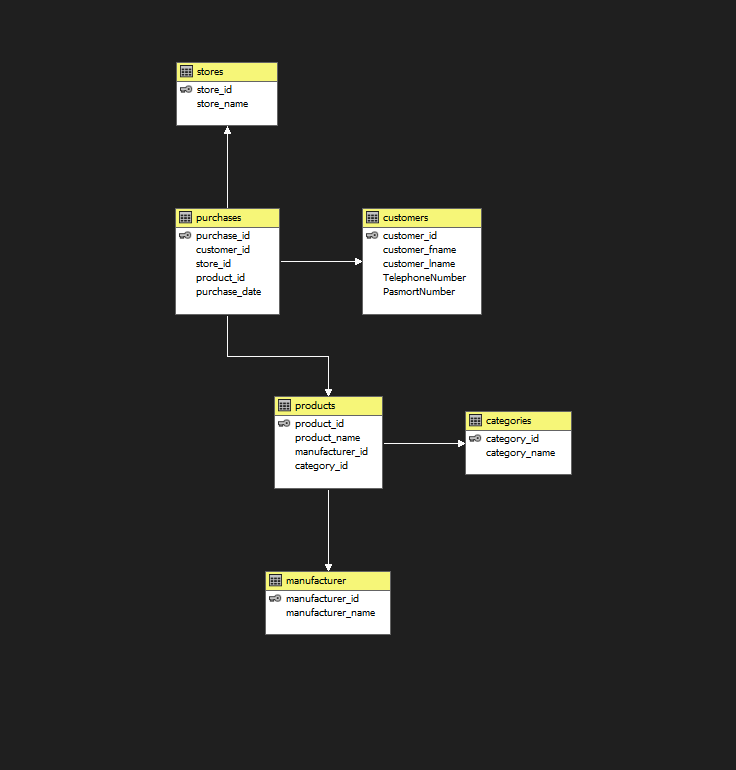 stores
store_id
store_name
purchases
purchase_id
customer_id
store_id
product_id
purchase_date
customers
customer_id
customer_fname
customer_lname
TelephoneNumber
PasmortNumber
products
product_id
product_name
manufacturer_id
category_id
categories
category_id
category_name
manufacturer
manufacturer_id
manufacturer_name